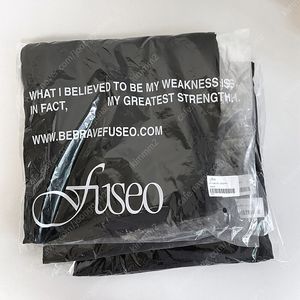 WHAT I BELIEVED TO BE MY WEAKNESS IS,
IN FACT, MY GREATEST STRENGTH.
WWW.BEBRAVEFUSEO.COM
fuseo